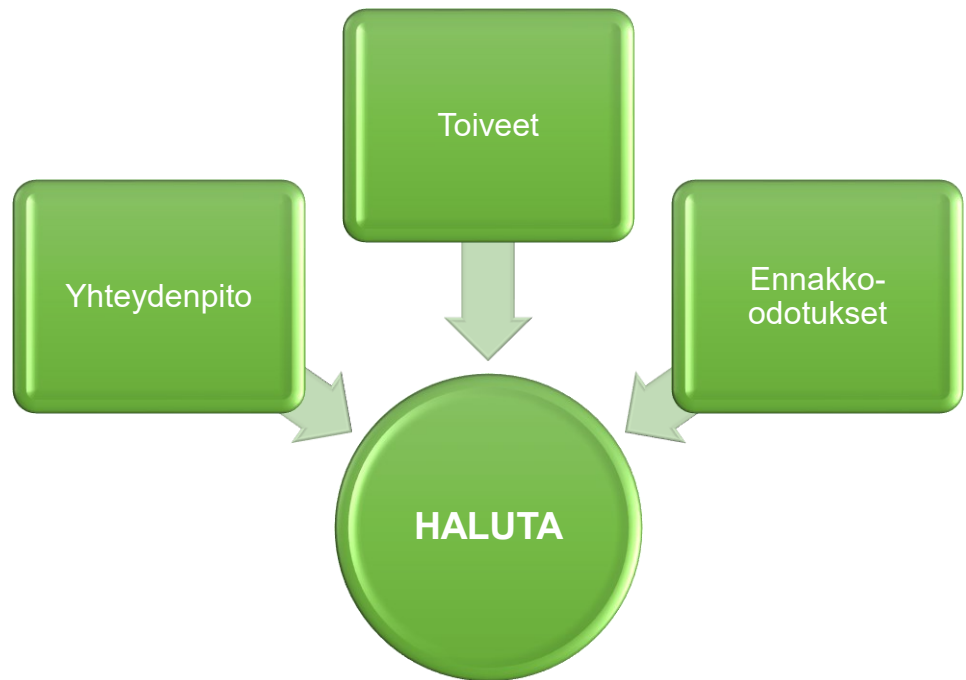 Toiveet
Yhteydenpito
Ennakko-
odotukset
HALUTA